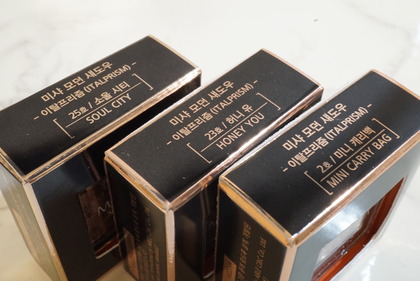 미샤 모던 섀도우
- 이탈프리즘 (ITALPRISM) -
25호 / 소울 시티
SOUL CITY
미샤 모던 섀도우
- 이탈프리즘 (ITALPRISM) -
23호 / 허니 유
HONEY YOU
미샤 모던 섀도우
- 이탈프리즘 (ITALPRISM) -
2호 / 미니 캐리백
MINI CARRY BAG